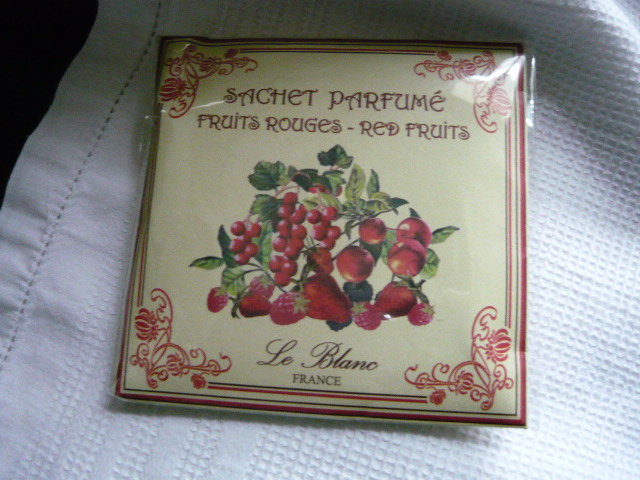 SACHET PARFUMÉ
FRUITS ROUGES - RED FRUITS
Le Blanc
FRANCE